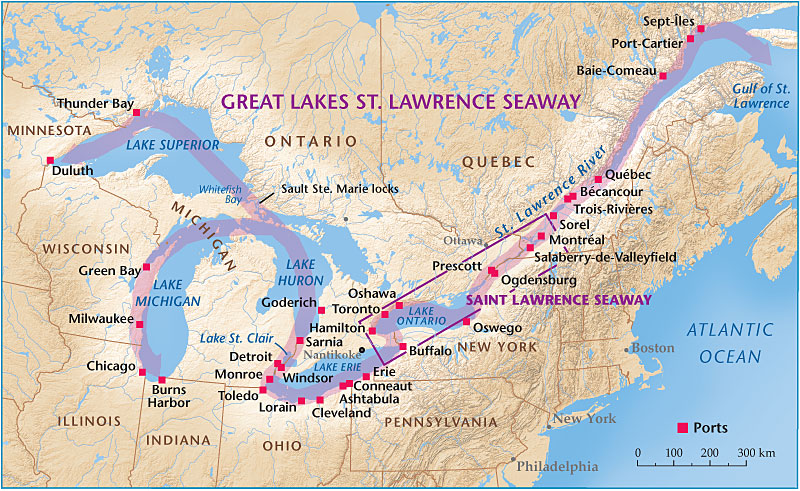 Sept-Îles
Port-Cartier
Baie-Comeau
Gulf of St.
Lawrence
GREAT LAKES ST. LAWRENCE SEAWAY
Thunder Bay
MINNESOTA
LAKE SUPERIOR
ONTARIO
QUEBEC
Duluth
Whitefish
Bay
Sault Ste. Marie locks
St. Lawrence River
Québec
Bécancour
Trois-Rivières
Sorel
Montréal
Salaberry-de-Valleyfield
Ottawa
MICHIGAN
WISCONSIN
Green Bay
LAKE
MICHIGAN
LAKE
HURON
Prescott
Ogdensburg
SAINT LAWRENCE SEAWAY
Goderich
Oshawa
Toronto
LAKE
ONTARIO
Milwaukee
Hamilton
Oswego
Lake St. Clair
Sarnia
Nantikoke
Buffalo
NEW YORK
ATLANTIC
OCEAN
Boston
Chicago
Detroit
Monroe
Windsor
LAKE ERIE
Toledo
Erie
Conneaut
Ashtabula
Burns
Harbor
Lorain
Cleveland
ILLINOIS
INDIANA
OHIO
PENNSYLVANIA
New York
Philadelphia
Ports
0 100 200 300 km